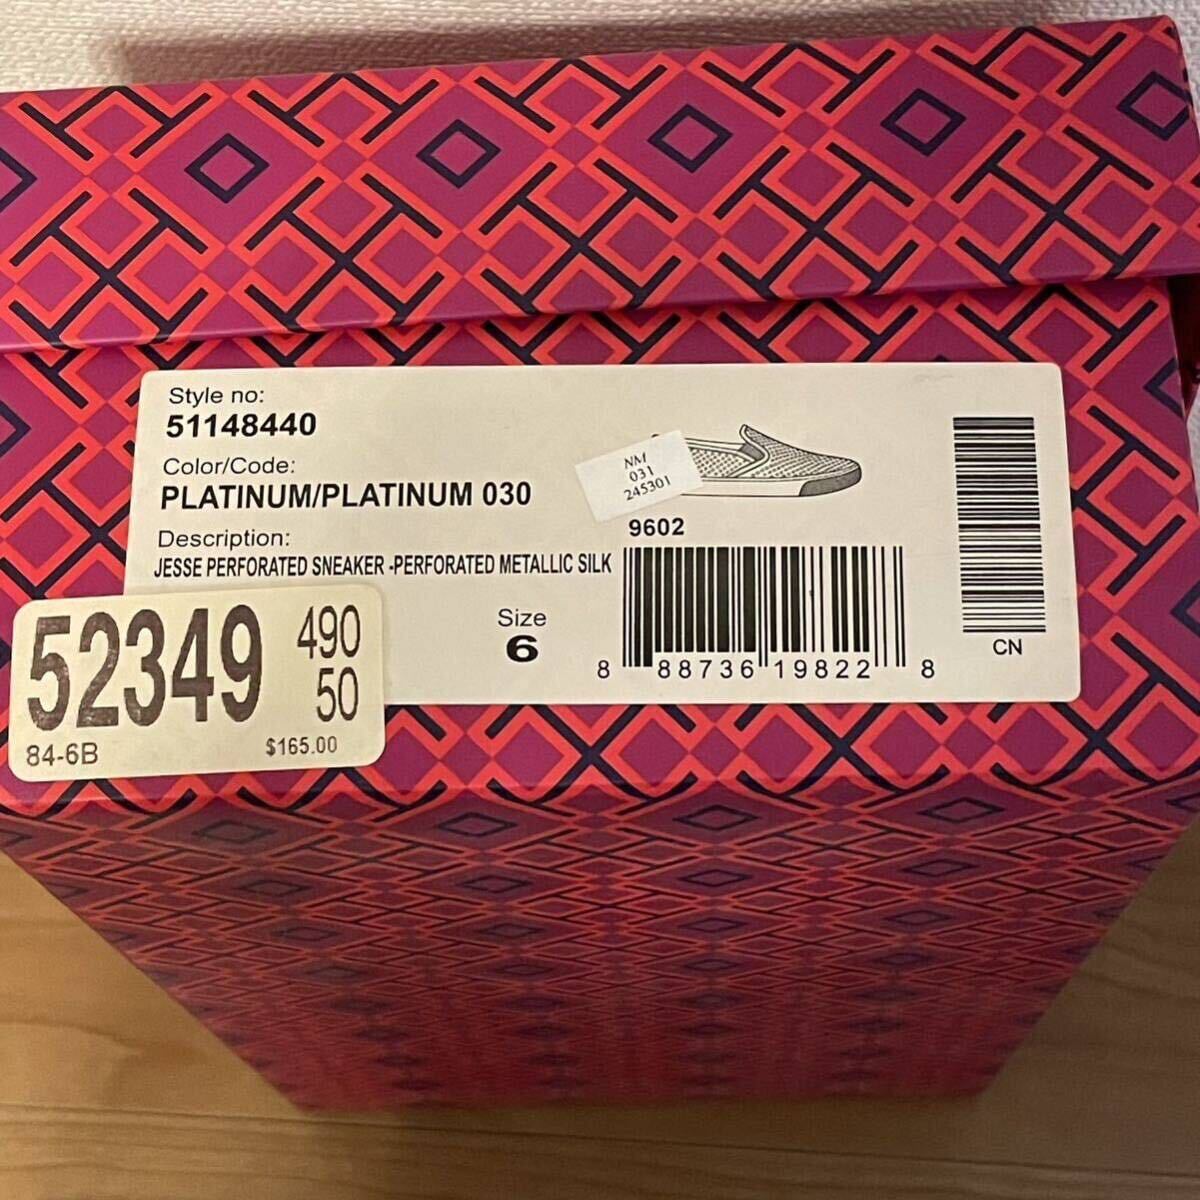 Style no:
51148440
Color/Code:
PLATINUM/PLATINUM 030
Description:
JESSE PERFORATED SNEAKER -PERFORATED METALLIC SILK
NM
031
245301
9602
Size
6
8 88736 19822 8
CN
52349 490
50
84-6B $165.00